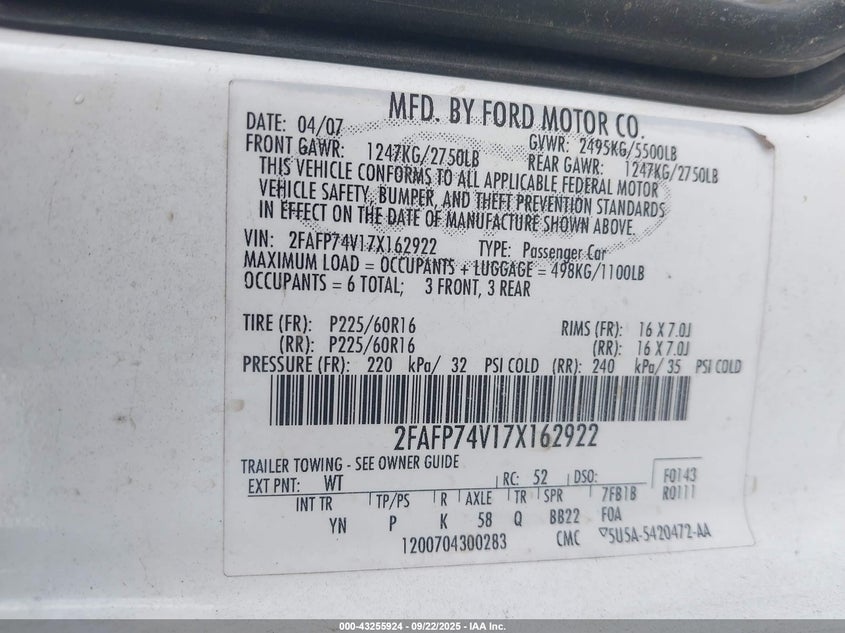 MFD. BY FORD MOTOR CO.
DATE: 04/07 GVWR: 2495KG/5500LB
FRONT GAWR: 1247KG/2750LB REAR GAWR: 1247KG/2750LB
THIS VEHICLE CONFORMS TO ALL APPLICABLE FEDERAL MOTOR
VEHICLE SAFETY, BUMPER, AND THEFT PREVENTION STANDARDS
IN EFFECT ON THE DATE OF MANUFACTURE SHOWN ABOVE.
VIN: 2FAFP74V17X162922 TYPE: Passenger Car
MAXIMUM LOAD = OCCUPANTS + LUGGAGE = 498KG/1100LB
OCCUPANTS = 6 TOTAL; 3 FRONT, 3 REAR
TIRE (FR): P225/60R16 RIMS (FR): 16 X 7.0J
(RR): P225/60R16 (RR): 16 X 7.0J
PRESSURE (FR): 220 kPa/ 32 PSI COLD (RR): 240 kPa/ 35 PSI COLD
2FAFP74V17X162922
TRAILER TOWING - SEE OWNER GUIDE
EXT PNT: WT RC: 52 DSO: F0143
INT TR TP/PS R AXLE TR SPR 7FB1B R0111
YN P K 58 Q BB22 F0A
1200704300283 CMC 5U5A-5420472-AA
000-43255924 | 09/22/2025 | IAA Inc.